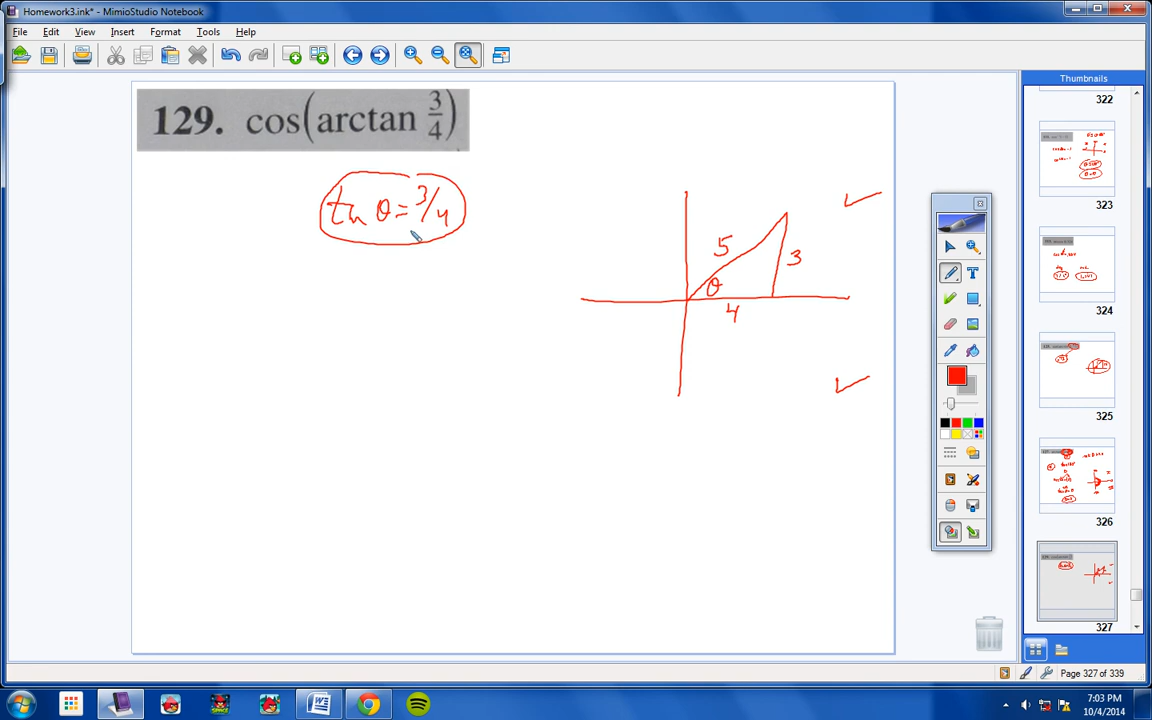 Homework3.ink* - MimioStudio Notebook
File Edit View Insert Format Tools Help
Thumbnails
129. cos(arctan 3/4)
tn θ = 3/4
5
3
θ
4
322
323
324
325
326
327
Page 327 of 339
7:03 PM
10/4/2014